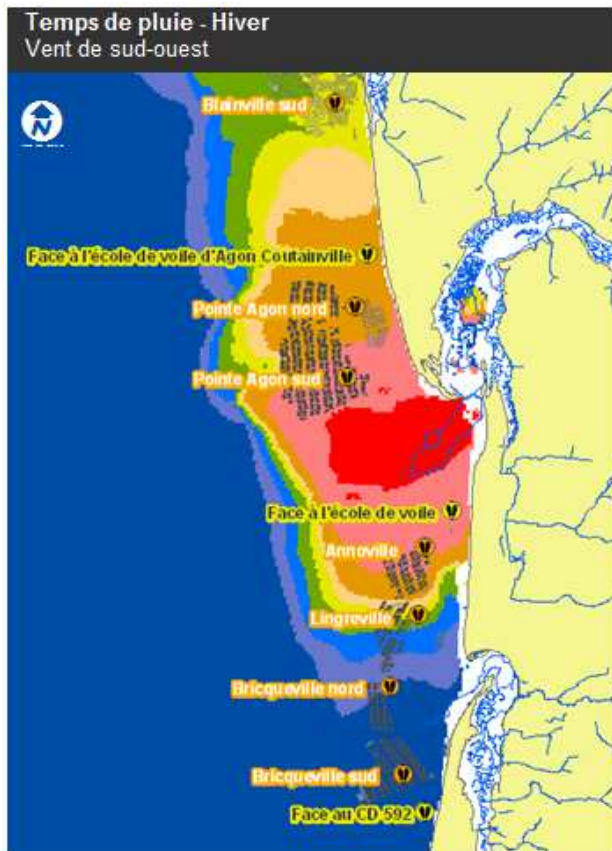 Temps de pluie - Hiver
Vent de sud-ouest
N
Blainville sud
Face à l'école de voile d'Agon Coutainville
Pointe Agon nord
Pointe Agon sud
Face à l'école de voile
Annoville
Lingreville
Bricqueville nord
Bricqueville sud
Face au CD 592